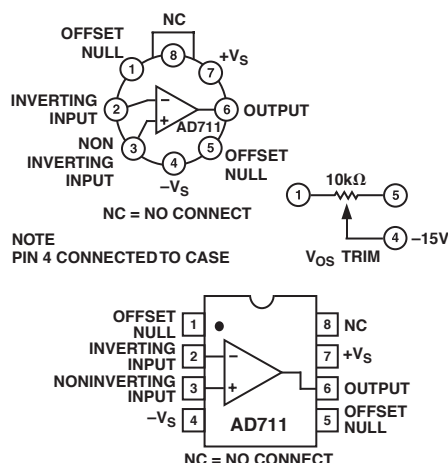 NC
OFFSET
NULL
8
+VS
1
7
INVERTING
INPUT
2
6
OUTPUT
AD711
NON
INVERTING
INPUT
3
5
OFFSET
NULL
4
–VS
NC = NO CONNECT
NOTE
PIN 4 CONNECTED TO CASE
10kΩ
1
5
4
–15V
VOS TRIM
OFFSET
NULL
1
8
NC
INVERTING
INPUT
2
–
7
+VS
NONINVERTING
INPUT
3
+
6
OUTPUT
–VS
4
AD711
5
OFFSET
NULL
NC = NO CONNECT